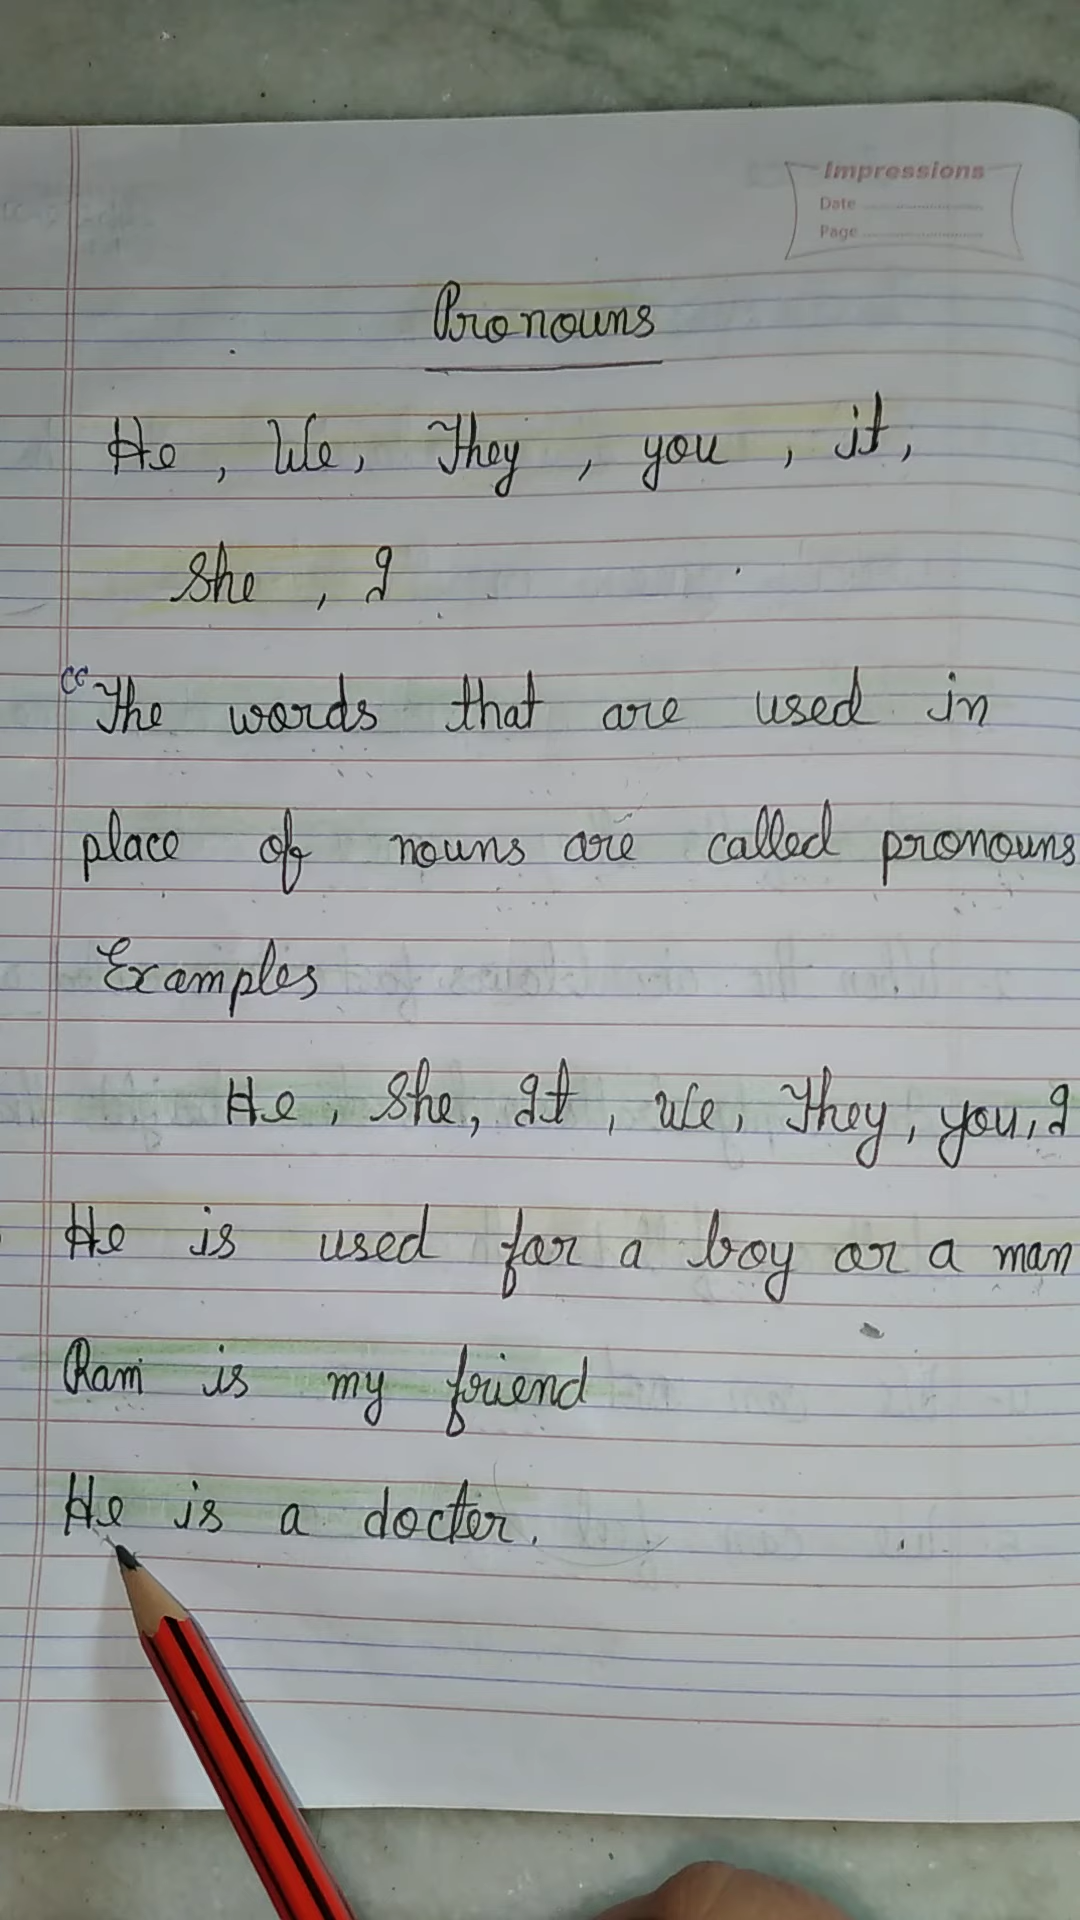 Impressions
Date
Page
Pronouns
He, We, They, you, it,
She, I
“The words that are used in
place of nouns are called pronouns
Examples
He, She, It, We, They, you, I
He is used for a boy or a man
Ram is my friend
He is a docter.